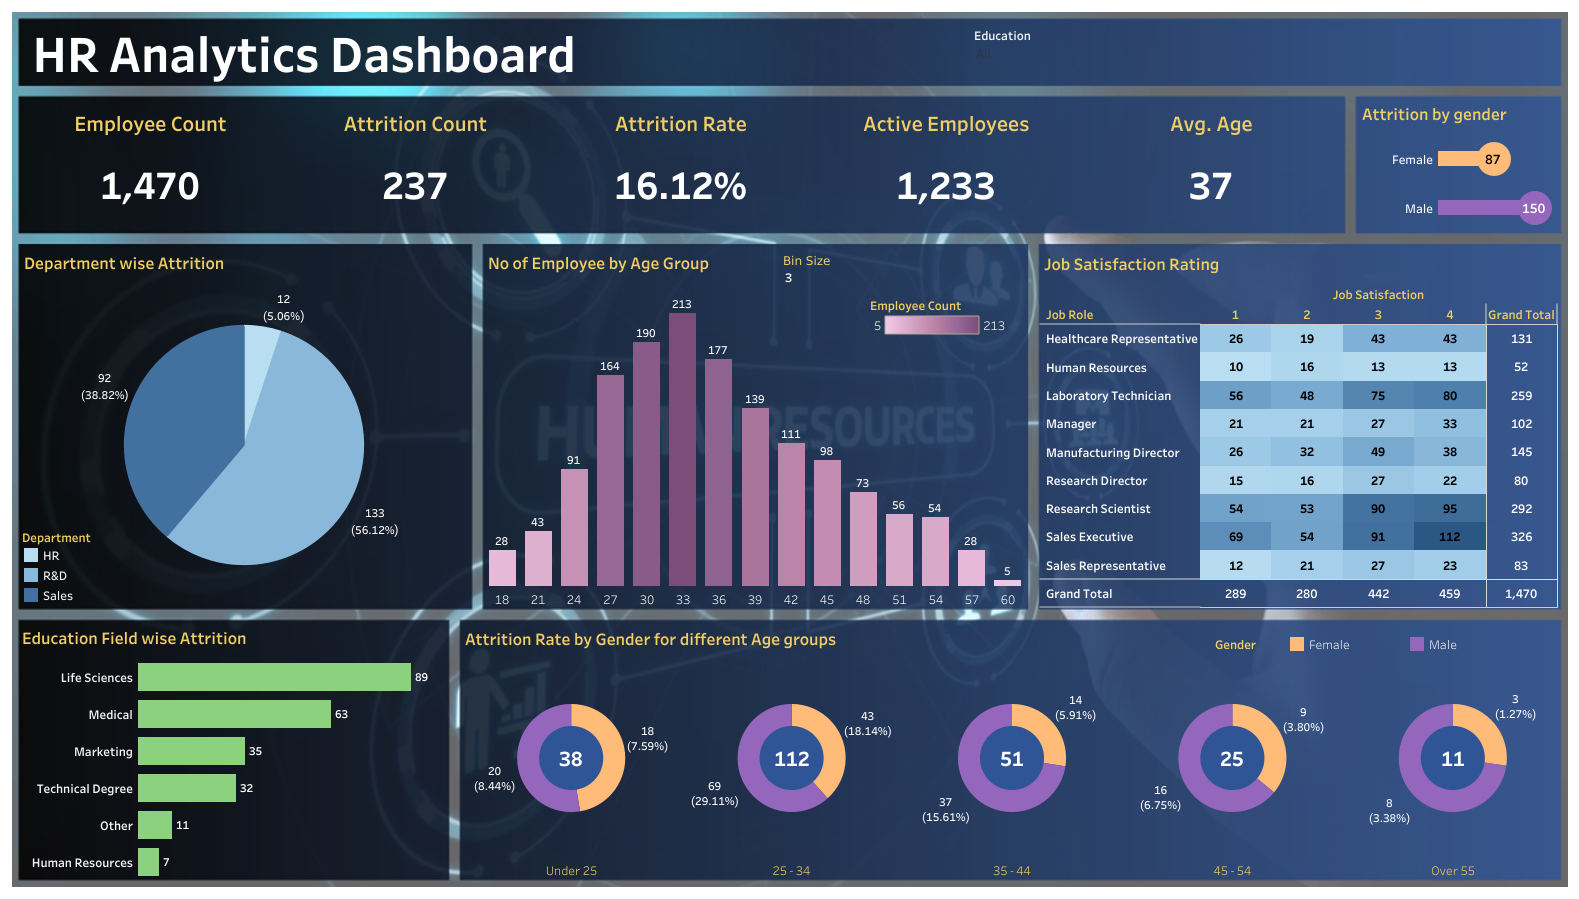 HR Analytics Dashboard
Education
All
Employee Count
Attrition Count
Attrition Rate
Active Employees
Avg. Age
1,470
237
16.12%
1,233
37
Attrition by gender
Female 87
Male 150
Department wise Attrition
12
(5.06%)
92
(38.82%)
133
(56.12%)
Department
HR
R&D
Sales
No of Employee by Age Group
Bin Size
3
Employee Count
5 213
28 43 91 164 190 213 177 139 111 98 73 56 54 28 5
18 21 24 27 30 33 36 39 42 45 48 51 54 57 60
HUMAN RESOURCES
Job Satisfaction Rating
Job Satisfaction
Job Role 1 2 3 4 Grand Total
Healthcare Representative 26 19 43 43 131
Human Resources 10 16 13 13 52
Laboratory Technician 56 48 75 80 259
Manager 21 21 27 33 102
Manufacturing Director 26 32 49 38 145
Research Director 15 16 27 22 80
Research Scientist 54 53 90 95 292
Sales Executive 69 54 91 112 326
Sales Representative 12 21 27 23 83
Grand Total 289 280 442 459 1,470
Education Field wise Attrition
Life Sciences 89
Medical 63
Marketing 35
Technical Degree 32
Other 11
Human Resources 7
Attrition Rate by Gender for different Age groups
Gender Female Male
18
(7.59%)
38
20
(8.44%)
Under 25
43
(18.14%)
112
69
(29.11%)
25 - 34
14
(5.91%)
51
37
(15.61%)
35 - 44
9
(3.80%)
25
16
(6.75%)
45 - 54
3
(1.27%)
11
8
(3.38%)
Over 55